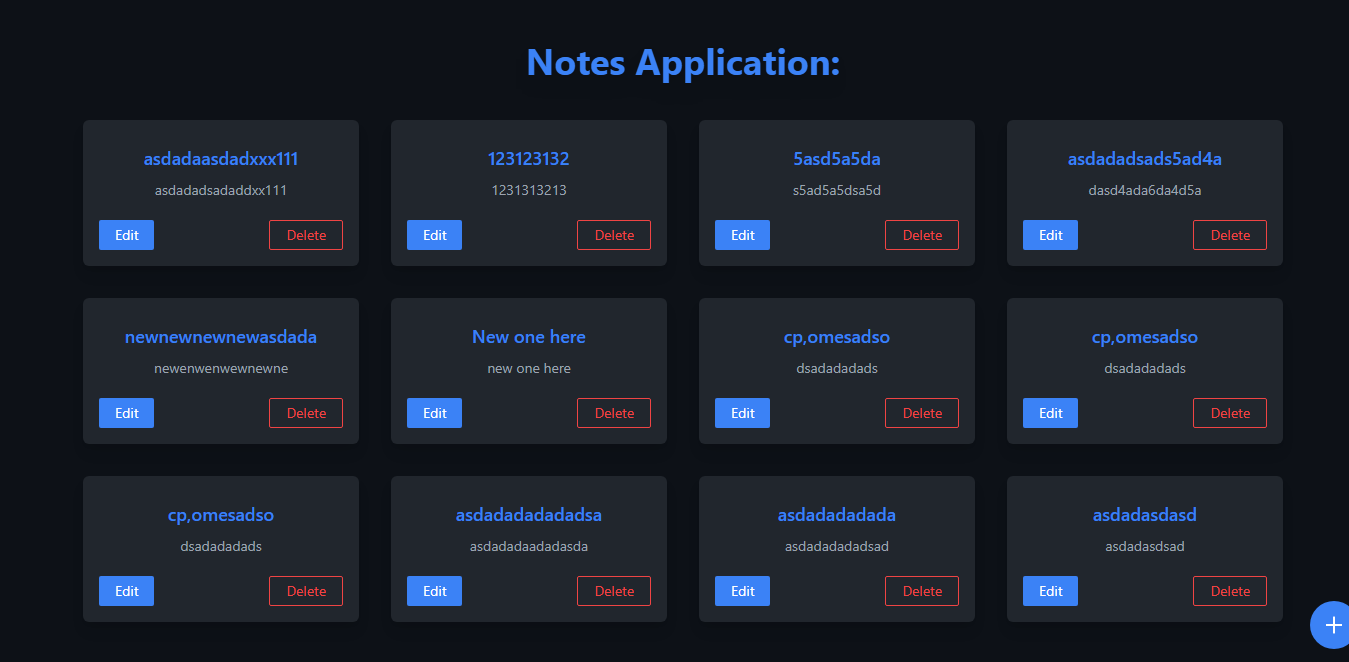 Notes Application:
asdadaasdadxxx111
asdadadsadaddxx111
Edit
Delete
123123132
1231313213
Edit
Delete
5asd5a5da
s5ad5a5dsa5d
Edit
Delete
asdadadsads5ad4a
dasd4ada6da4d5a
Edit
Delete
newnewnewnewasdada
newenwenwewnewne
Edit
Delete
New one here
new one here
Edit
Delete
cp,omesadso
dsadadadads
Edit
Delete
cp,omesadso
dsadadadads
Edit
Delete
cp,omesadso
dsadadadads
Edit
Delete
asdadadadadadsa
asdadadaadadasda
Edit
Delete
asdadadadada
asdadadadadsad
Edit
Delete
asdadasdasd
asdadasdsad
Edit
Delete
+